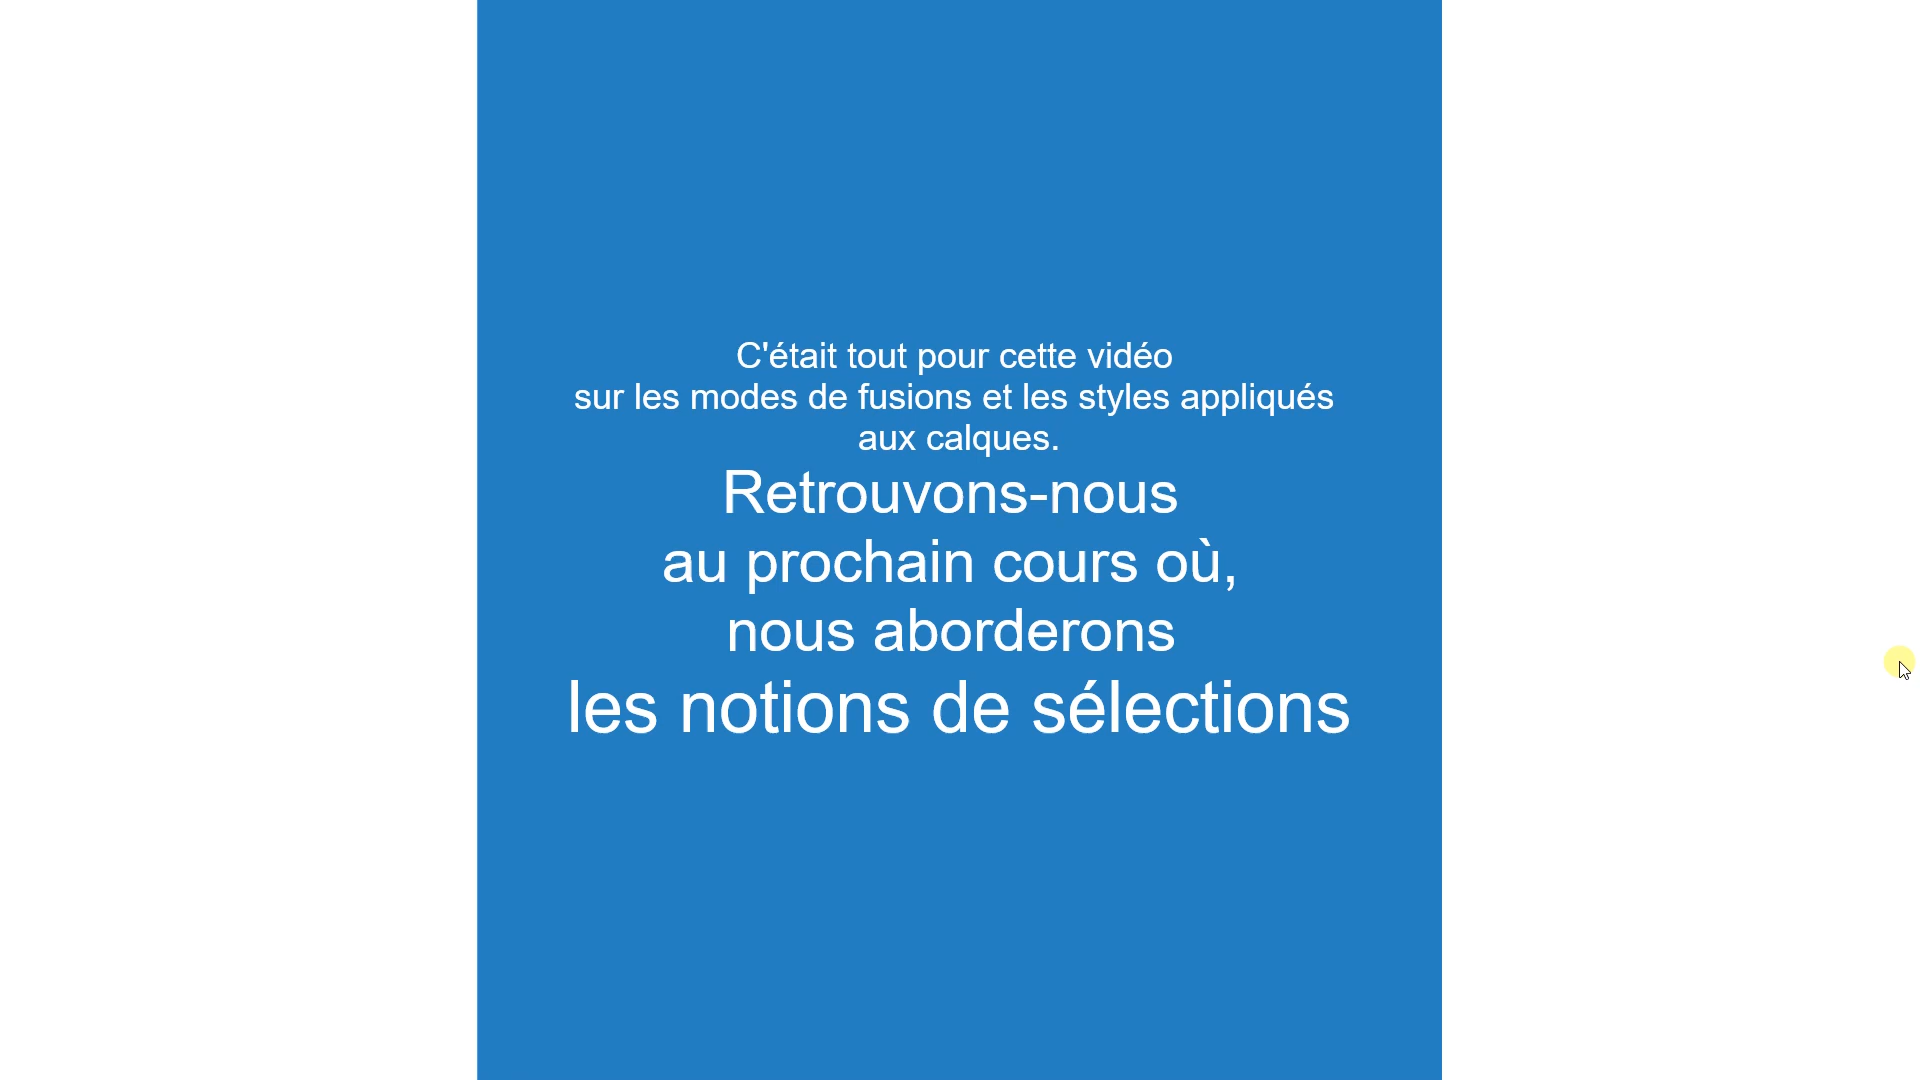 C'était tout pour cette vidéo
sur les modes de fusions et les styles appliqués
aux calques.
Retrouvons-nous
au prochain cours où,
nous aborderons
les notions de sélections